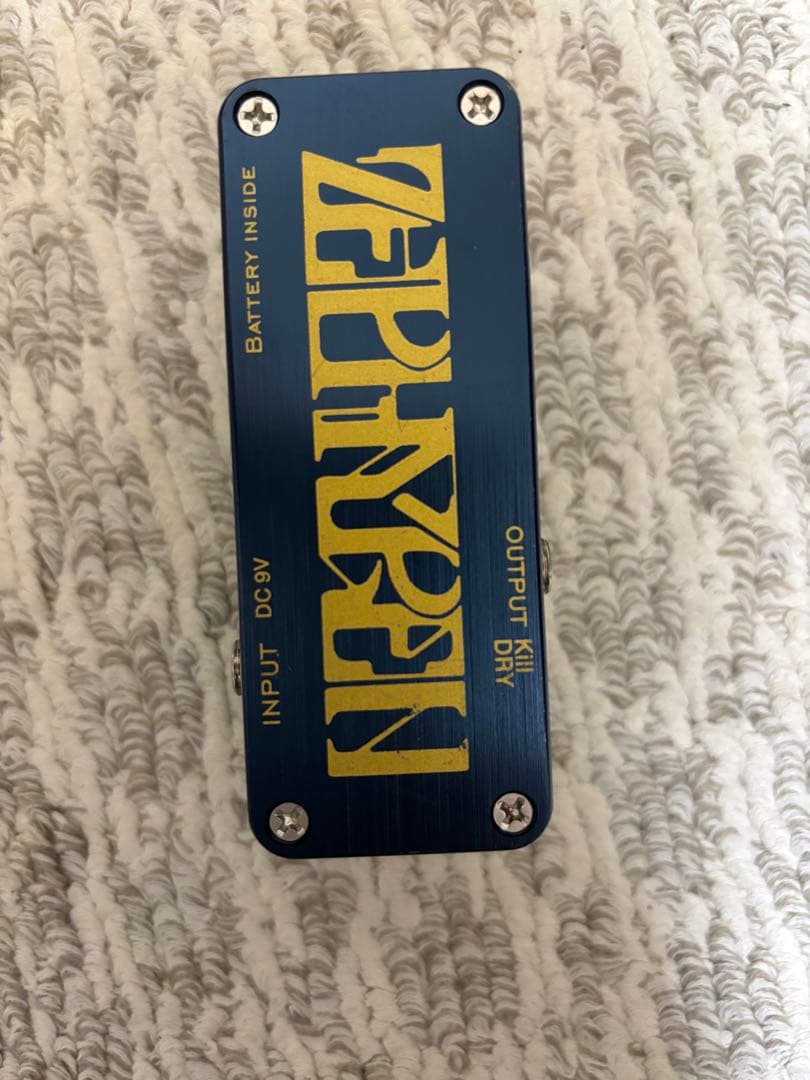 BATTERY INSIDE
ZEPHYREN
INPUT DC9V
OUTPUT Kill
DRY